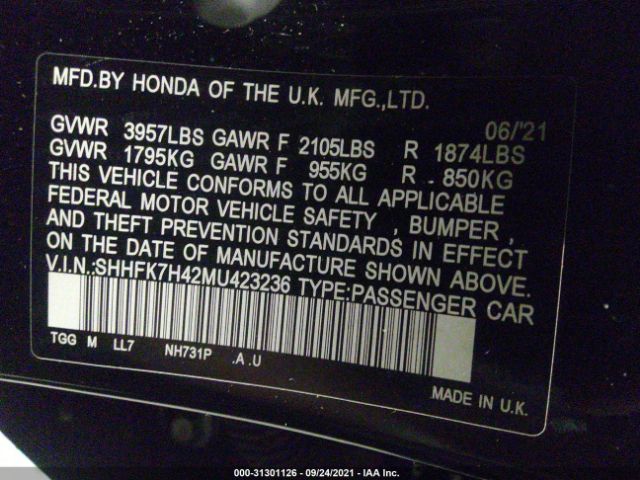 MFD.BY HONDA OF THE U.K. MFG.,LTD.
06/'21
GVWR 3957LBS GAWR F 2105LBS R 1874LBS
GVWR 1795KG GAWR F 955KG R 850KG
THIS VEHICLE CONFORMS TO ALL APPLICABLE
FEDERAL MOTOR VEHICLE SAFETY , BUMPER ,
AND THEFT PREVENTION STANDARDS IN EFFECT
ON THE DATE OF MANUFACTURE SHOWN ABOVE.
V.I.N.:SHHFK7H42MU423236 TYPE:PASSENGER CAR
TGG M LL7 NH731P .A .U
MADE IN U.K.
000-31301126 - 09/24/2021 - IAA Inc.